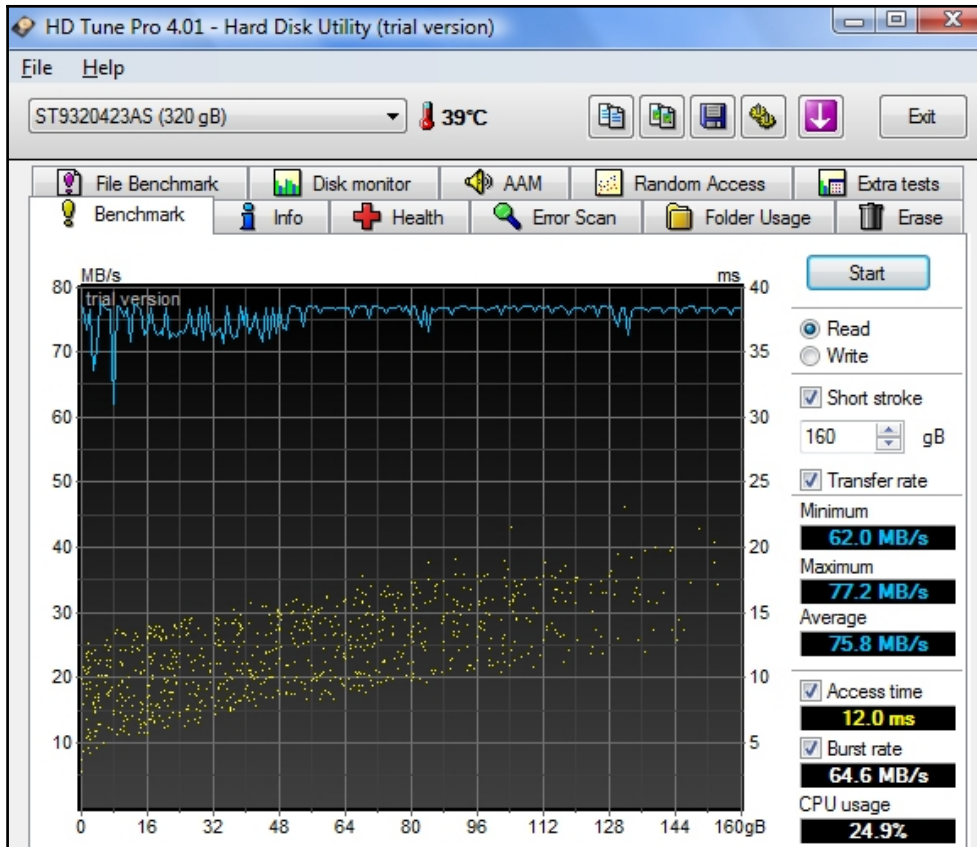 HD Tune Pro 4.01 - Hard Disk Utility (trial version)
File Help
ST9320423AS (320 gB) 39°C Exit
File Benchmark Disk monitor AAM Random Access Extra tests
Benchmark Info Health Error Scan Folder Usage Erase
MB/s ms Start
80 40
trial version
Read
70 35
Write
Short stroke
60 30
160 gB
50 25
Transfer rate
Minimum
62.0 MB/s
40 20
Maximum
77.2 MB/s
30 15
Average
75.8 MB/s
20 10
Access time
12.0 ms
10 5
Burst rate
64.6 MB/s
CPU usage
0 16 32 48 64 80 96 112 128 144 160gB
24.9%